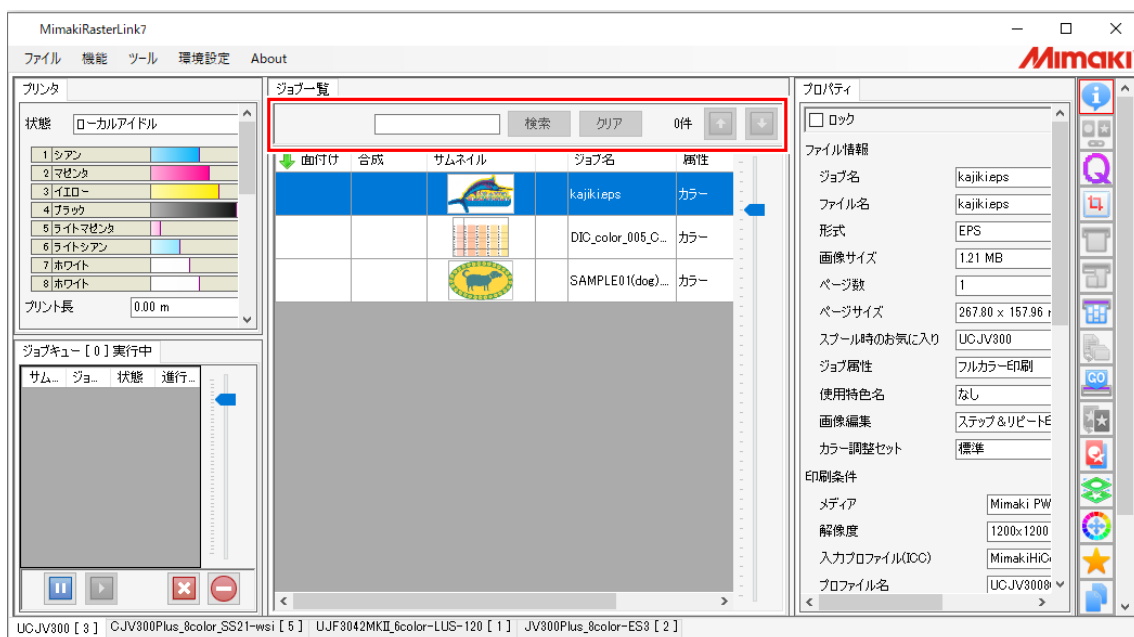 MimakiRasterLink7
ファイル 機能 ツール 環境設定 About
Mimaki
プリンタ
状態 ローカルアイドル
1 シアン
2 マゼンタ
3 イエロー
4 ブラック
5 ライトマゼンタ
6 ライトシアン
7 ホワイト
8 ホワイト
プリント長 0.00 m
ジョブキュー [ 0 ] 実行中
サム... ジョ... 状態 進行...
ジョブ一覧
検索 クリア 0件
面付け 合成 サムネイル ジョブ名 属性
kajiki.eps カラー
DIC_color_005_C... カラー
SAMPLE01(dog).... カラー
プロパティ
ロック
ファイル情報
ジョブ名 kajiki.eps
ファイル名 kajiki.eps
形式 EPS
画像サイズ 1.21 MB
ページ数 1
ページサイズ 267.80 x 157.96
スプール時のお気に入り UCJV300
ジョブ属性 フルカラー印刷
使用特色名 なし
画像編集 ステップ&リピート
カラー調整セット 標準
印刷条件
メディア Mimaki PW
解像度 1200x1200
入力プロファイル(ICC) MimakiHiC
プロファイル名 UCJV3008
Q
GO
UCJV300 [ 3 ] CJV300Plus_8color_SS21-wsi [ 5 ] UJF3042MKII_6color-LUS-120 [ 1 ] JV300Plus_8color-ES3 [ 2 ]